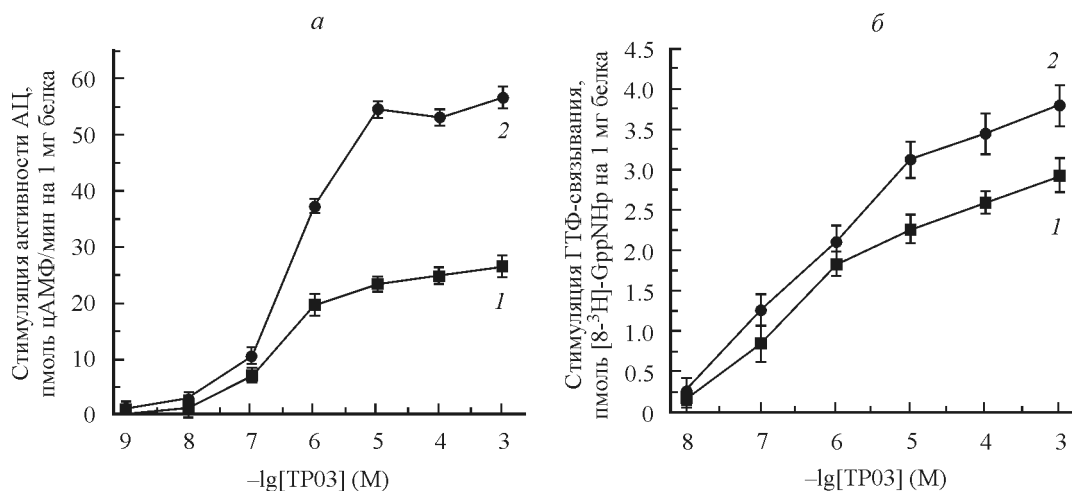 а
Стимуляция активности АЦ,
пмоль цАМФ/мин на 1 мг белка
60
50
40
30
20
10
0
2
1
9 8 7 6 5 4 3
–lg[TP03] (M)
б
Стимуляция ГТФ-связывания,
пмоль [8-³H]-GppNHp на 1 мг белка
4.5
4.0
3.5
3.0
2.5
2.0
1.5
1.0
0.5
0
2
1
8 7 6 5 4 3
–lg[TP03] (M)